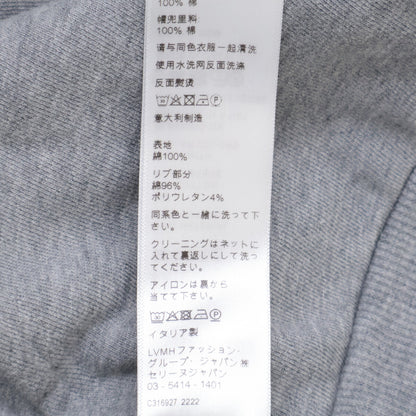 100% 棉
帽兜里料
100% 棉
请与同色衣服一起清洗
使用水洗网反面洗涤
反面熨烫
意大利制造
表地
綿100%
リブ部分
綿96%
ポリウレタン4%
同系色と一緒に洗って下
さい。
クリーニングはネットに
入れて裏返しにして洗っ
てください。
アイロンは裏から
当てて下さい。
イタリア製
LVMHファッション・
グループ・ジャパン㈱
セリーヌジャパン
03 - 5414 - 1401
C316927: 2222